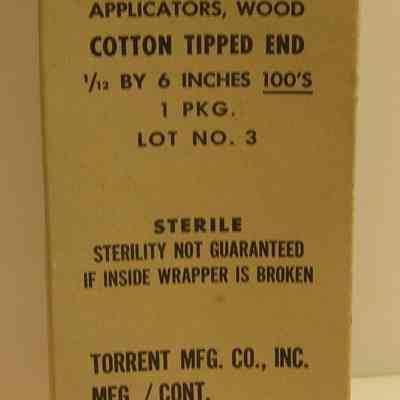 APPLICATORS, WOOD
COTTON TIPPED END
1/12 BY 6 INCHES 100'S
1 PKG.
LOT NO. 3
STERILE
STERILITY NOT GUARANTEED
IF INSIDE WRAPPER IS BROKEN
TORRENT MFG. CO., INC.
MFG. / CONT.